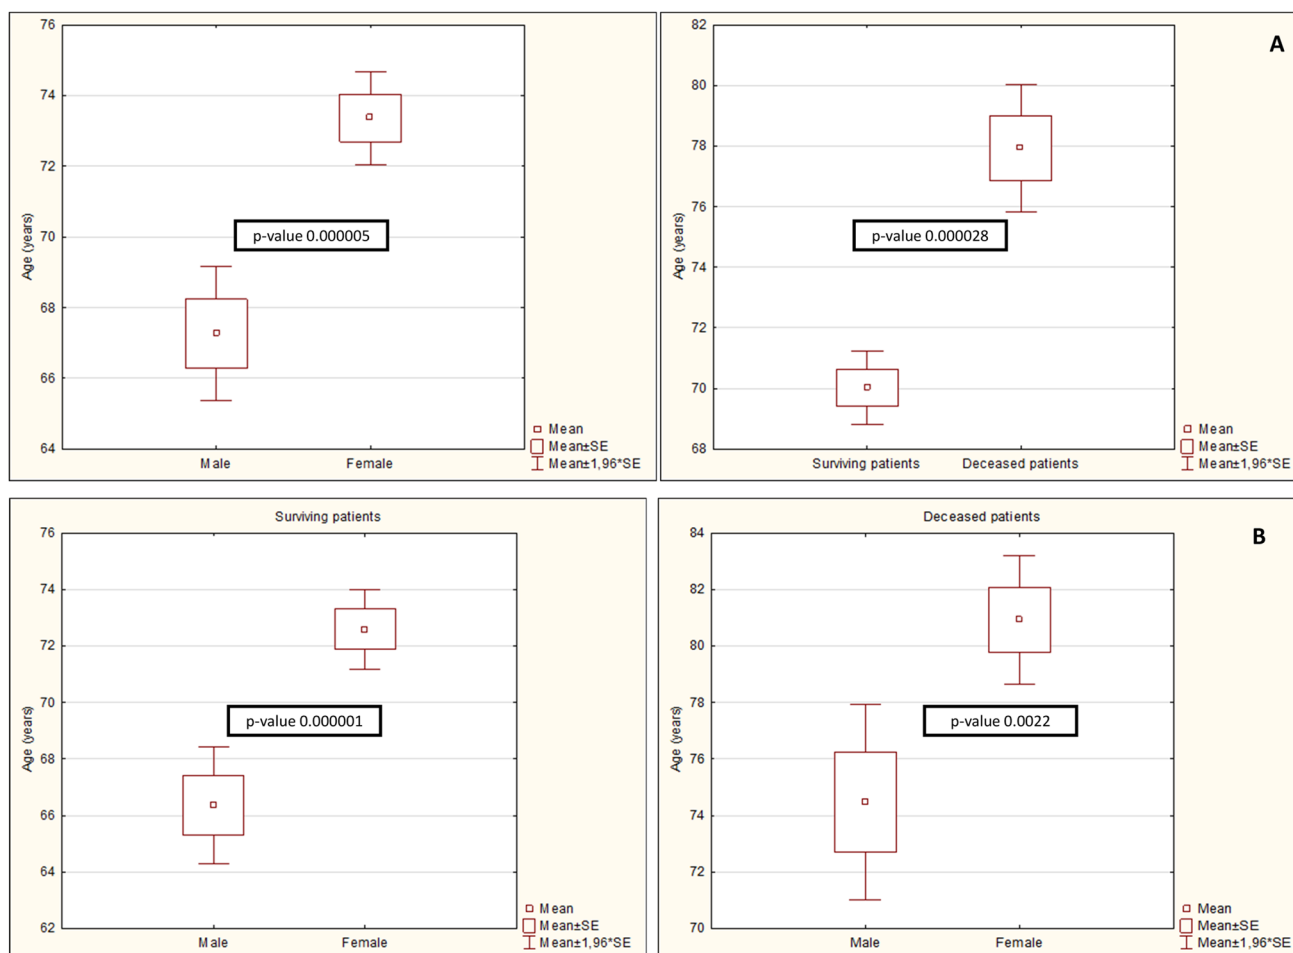 76
74
72
70
68
66
64
Age (years)
p-value 0.000005
Male
Female
Mean
Mean±SE
Mean±1,96*SE
A
82
80
78
76
74
72
70
68
Age (years)
p-value 0.000028
Surviving patients
Deceased patients
Mean
Mean±SE
Mean±1,96*SE
Surviving patients
76
74
72
70
68
66
64
62
Age (years)
p-value 0.000001
Male
Female
Mean
Mean±SE
Mean±1,96*SE
Deceased patients
B
84
82
80
78
76
74
72
70
Age (years)
p-value 0.0022
Male
Female
Mean
Mean±SE
Mean±1,96*SE